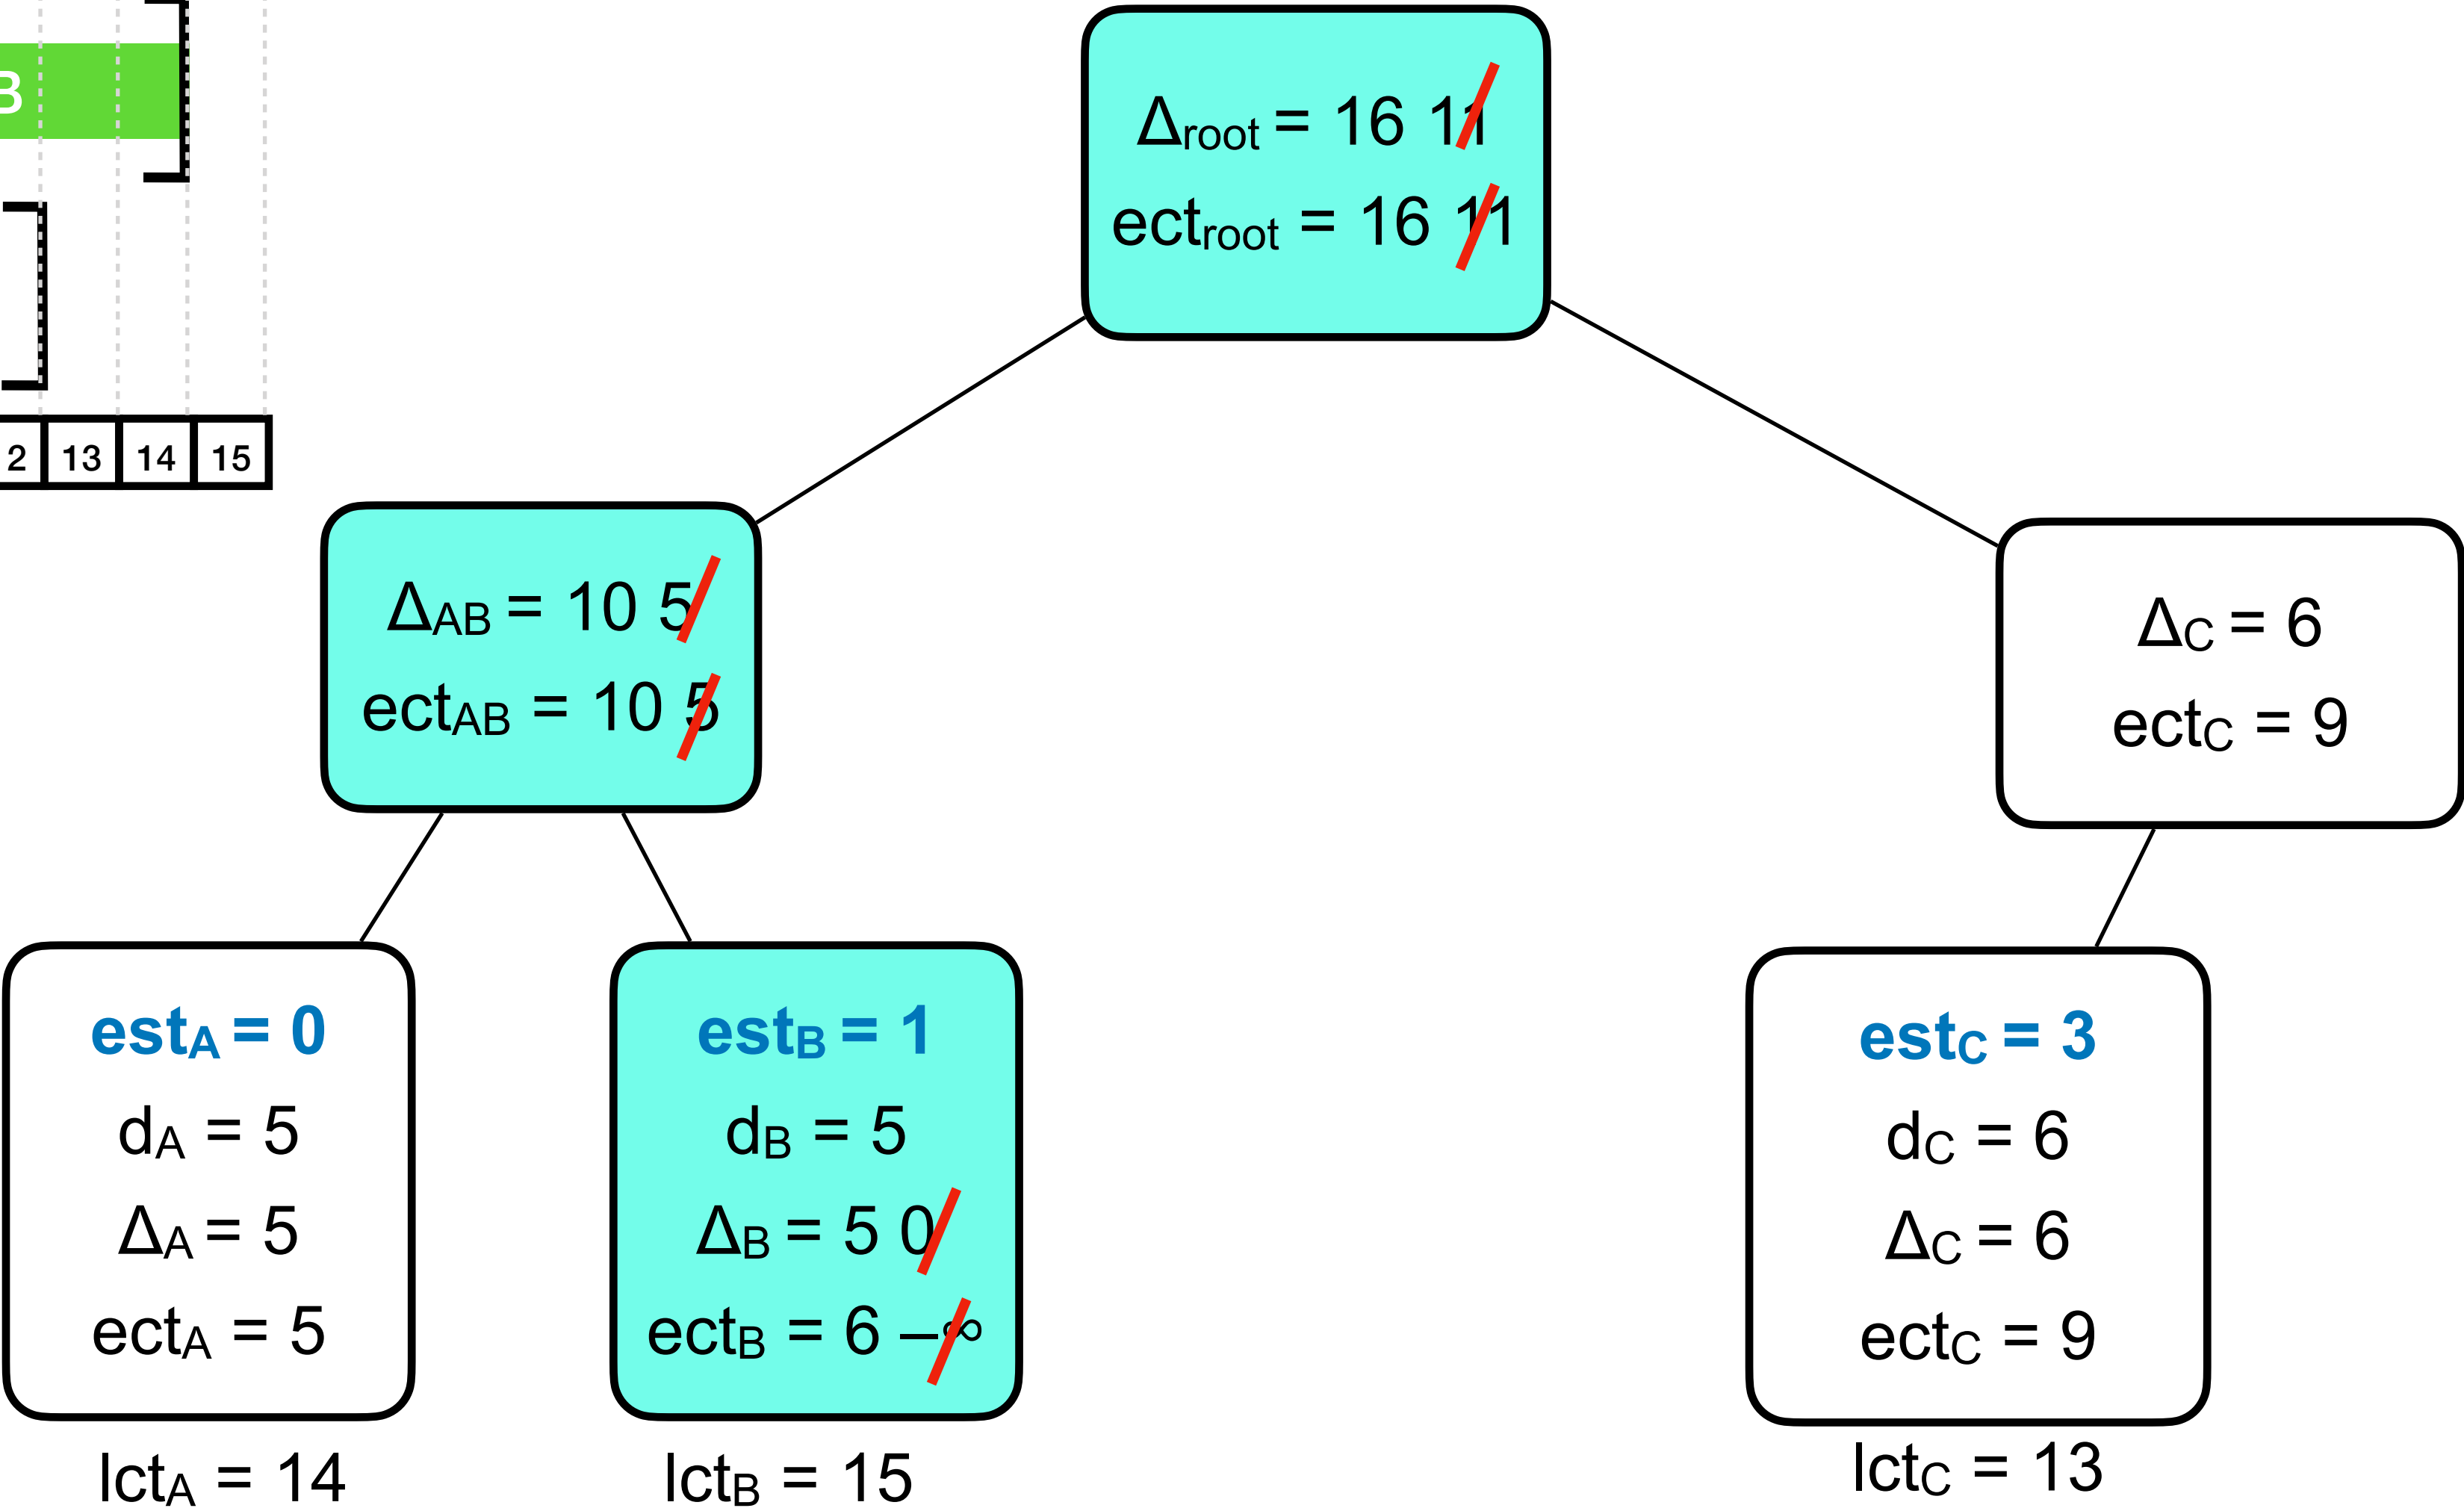 B
Δroot = 16 11
ectroot = 16 11
2 13 14 15
ΔAB = 10 5
ectAB = 10 5
ΔC = 6
ectC = 9
estA = 0
dA = 5
ΔA = 5
ectA = 5
lctA = 14
estB = 1
dB = 5
ΔB = 5 0
ectB = 6 –∞
lctB = 15
estC = 3
dC = 6
ΔC = 6
ectC = 9
lctC = 13